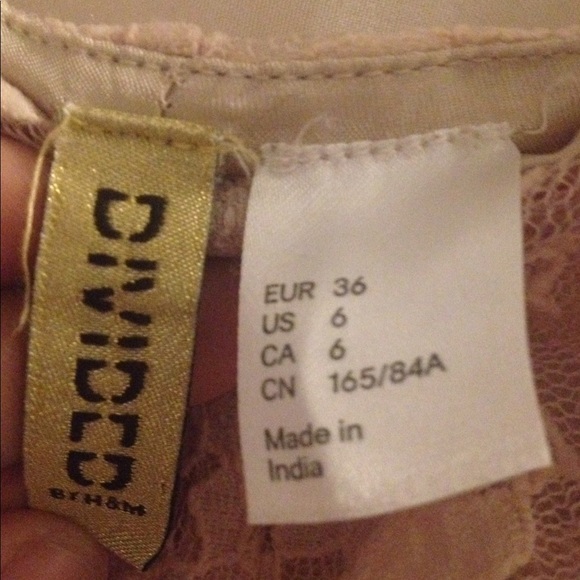 DIVIDED
BY H&M
EUR 36
US 6
CA 6
CN 165/84A
Made in
India